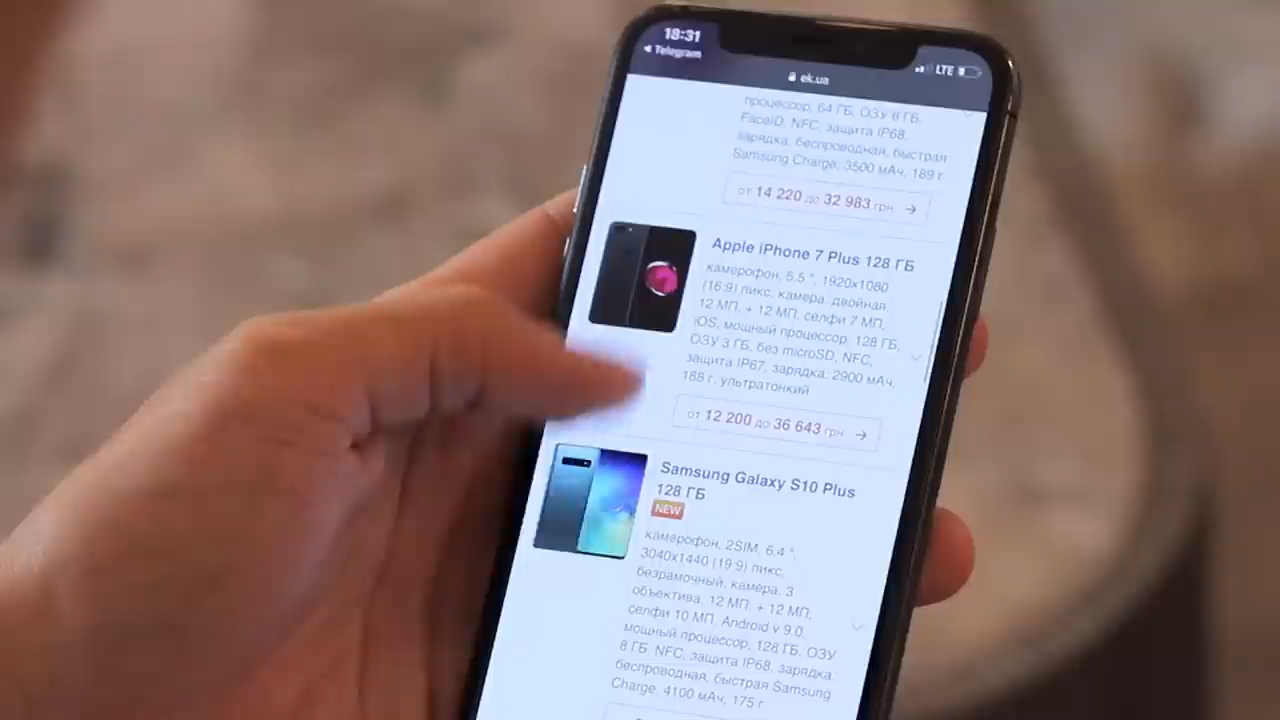 18:31
Telegram
LTE
ek.ua
процессор, 64 ГБ, ОЗУ 6 ГБ,
FaceID, NFC, защита IP68,
зарядка: беспроводная, быстрая
Samsung Charge, 3500 мАч, 189 г
от 14 220 до 32 983 грн.
Apple iPhone 7 Plus 128 ГБ
камерофон, 5.5 ", 1920x1080
(16:9) пикс, камера: двойная,
12 МП, + 12 МП, селфи 7 МП,
iOS, мощный процессор, 128 ГБ,
ОЗУ 3 ГБ, без microSD, NFC,
защита IP67, зарядка: 2900 мАч,
188 г, ультратонкий
от 12 200 до 36 643 грн.
Samsung Galaxy S10 Plus
128 ГБ
NEW
камерофон, 2SIM, 6.4 ",
3040x1440 (19:9) пикс,
безрамочный, камера: 3
объектива, 12 МП, + 12 МП,
селфи 10 МП, Android v 9.0,
мощный процессор, 128 ГБ, ОЗУ
8 ГБ, NFC, защита IP68, зарядка:
беспроводная, быстрая Samsung
Charge, 4100 мАч, 175 г